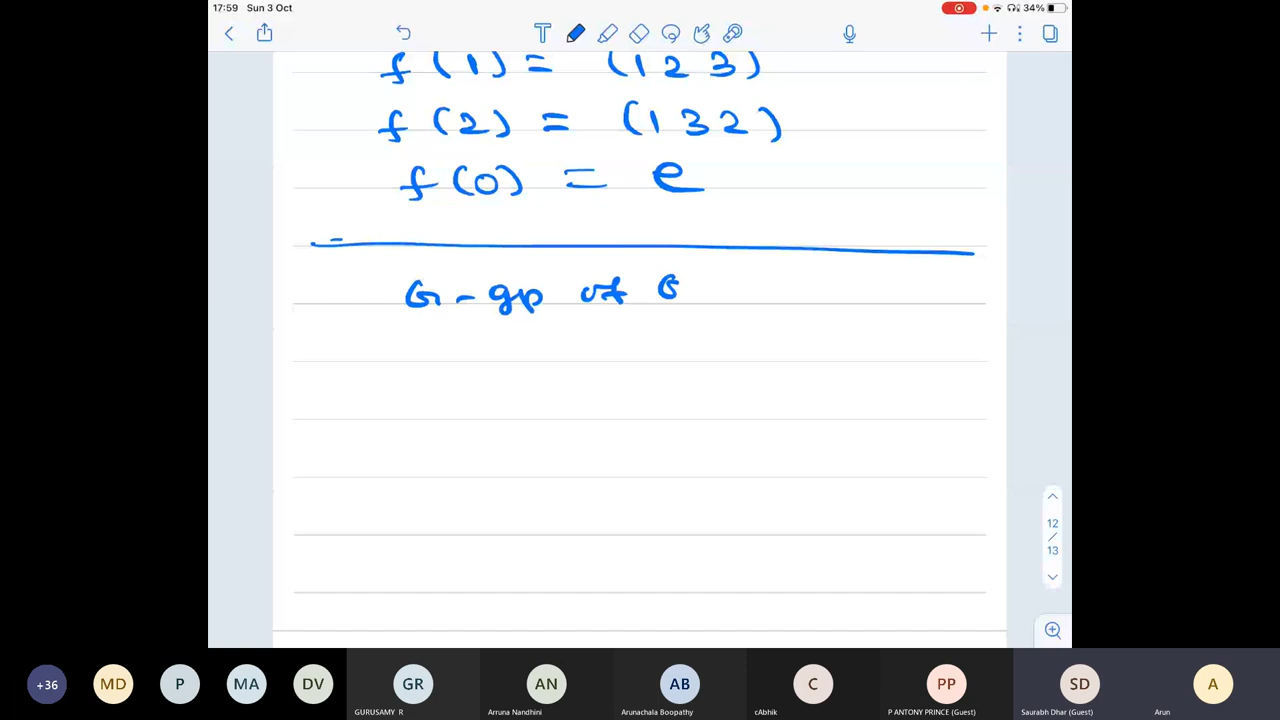 17:59 Sun 3 Oct
34%
T
f (1) = (1 2 3)
f (2) = (1 3 2)
f (0) = e
G - gp of 6
12
/
13
+36
MD
P
MA
DV
GR
AN
AB
C
PP
SD
A
GURUSAMY R
Arruna Nandhini
Arunachala Boopathy
cAbhik
P ANTONY PRINCE (Guest)
Saurabh Dhar (Guest)
Arun